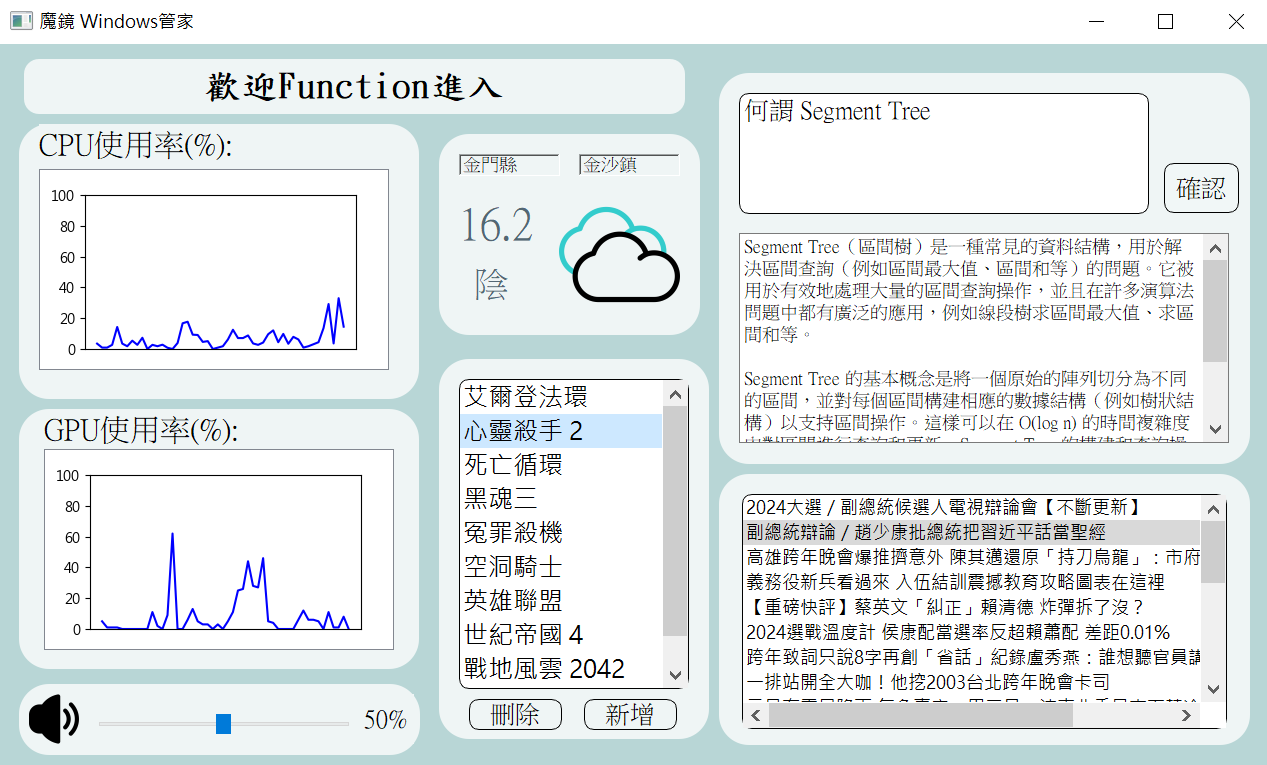 魔鏡 Windows管家
歡迎Function進入
CPU使用率(%):
100
80
60
40
20
0
GPU使用率(%):
100
80
60
40
20
0
50%
金門縣
金沙鎮
16.2
陰
艾爾登法環
心靈殺手 2
死亡循環
黑魂三
冤罪殺機
空洞騎士
英雄聯盟
世紀帝國 4
戰地風雲 2042
刪除
新增
何謂 Segment Tree
確認
Segment Tree（區間樹）是一種常見的資料結構，用於解
決區間查詢（例如區間最大值、區間和等）的問題。它被
用於有效地處理大量的區間查詢操作，並且在許多演算法
問題中都有廣泛的應用，例如線段樹求區間最大值、求區
間和等。
Segment Tree 的基本概念是將一個原始的陣列切分為不同
的區間，並對每個區間構建相應的數據結構（例如樹狀結
構）以支持區間操作。這樣可以在 O(log n) 的時間複雜度
2024大選 / 副總統候選人電視辯論會【不斷更新】
副總統辯論 / 趙少康批總統把習近平話當聖經
高雄跨年晚會爆推擠意外 陳其邁還原「持刀烏龍」：市府
義務役新兵看過來 入伍結訓震撼教育攻略圖表在這裡
【重磅快評】蔡英文「糾正」賴清德 炸彈拆了沒？
2024選戰溫度計 侯康配當選率反超賴蕭配 差距0.01%
跨年致詞只說8字再創「省話」紀錄盧秀燕：誰想聽官員講
一排站開全大咖！他挖2003台北跨年晚會卡司